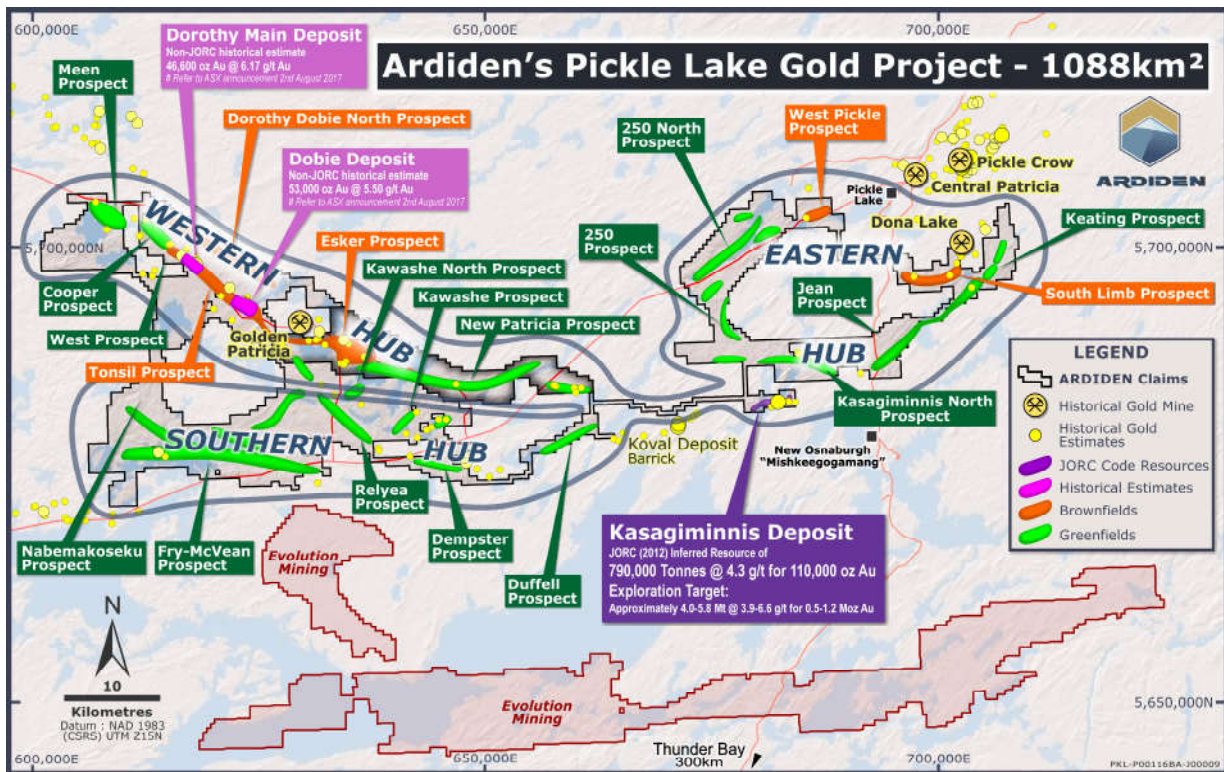 600,000E
650,000E
700,000E
Ardiden's Pickle Lake Gold Project - 1088km²
Dorothy Main Deposit
Non-JORC historical estimate
46,600 oz Au @ 6.17 g/t Au
# Refer to ASX announcement 2nd August 2017
Meen
Prospect
Dorothy Dobie North Prospect
Dobie Deposit
Non-JORC historical estimate
53,000 oz Au @ 5.50 g/t Au
# Refer to ASX announcement 2nd August 2017
250 North
Prospect
West Pickle
Prospect
Pickle Crow
Central Patricia
Pickle
Lake
ARDIDEN
Dona Lake
Keating Prospect
5,700,000N
5,700,000N
WESTERN
HUB
EASTERN
HUB
Esker Prospect
Kawashe North Prospect
Kawashe Prospect
New Patricia Prospect
250
Prospect
Jean
Prospect
South Limb Prospect
Cooper
Prospect
West Prospect
Tonsil Prospect
Golden
Patricia
Kasagiminnis North
Prospect
LEGEND
ARDIDEN Claims
Historical Gold Mine
Historical Gold
Estimates
JORC Code Resources
Historical Estimates
Brownfields
Greenfields
SOUTHERN
HUB
Koval Deposit
Barrick
New Osnaburgh
"Mishkeegogamang"
Relyea
Prospect
Dempster
Prospect
Duffell
Prospect
Nabemakoseku
Prospect
Fry-McVean
Prospect
Evolution
Mining
Kasagiminnis Deposit
JORC (2012) Inferred Resource of
790,000 Tonnes @ 4.3 g/t for 110,000 oz Au
Exploration Target:
Approximately 4.0-5.8 Mt @ 3.9-6.6 g/t for 0.5-1.2 Moz Au
N
10
Kilometres
Datum : NAD 1983
(CSRS) UTM Z15N
Evolution
Mining
5,650,000N
Thunder Bay
300km
600,000E
650,000E
700,000E
PKL-P00116BA-J00009